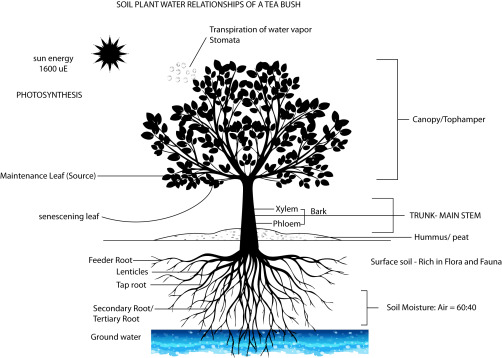 SOIL PLANT WATER RELATIONSHIPS OF A TEA BUSH
Transpiration of water vapor
Stomata
sun energy
1600 uE
PHOTOSYNTHESIS
Canopy/Tophamper
Maintenance Leaf (Source)
senescening leaf
Xylem
Bark
Phloem
TRUNK- MAIN STEM
Hummus/ peat
Feeder Root
Surface soil - Rich in Flora and Fauna
Lenticles
Tap root
Secondary Root/
Tertiary Root
Soil Moisture: Air = 60:40
Ground water